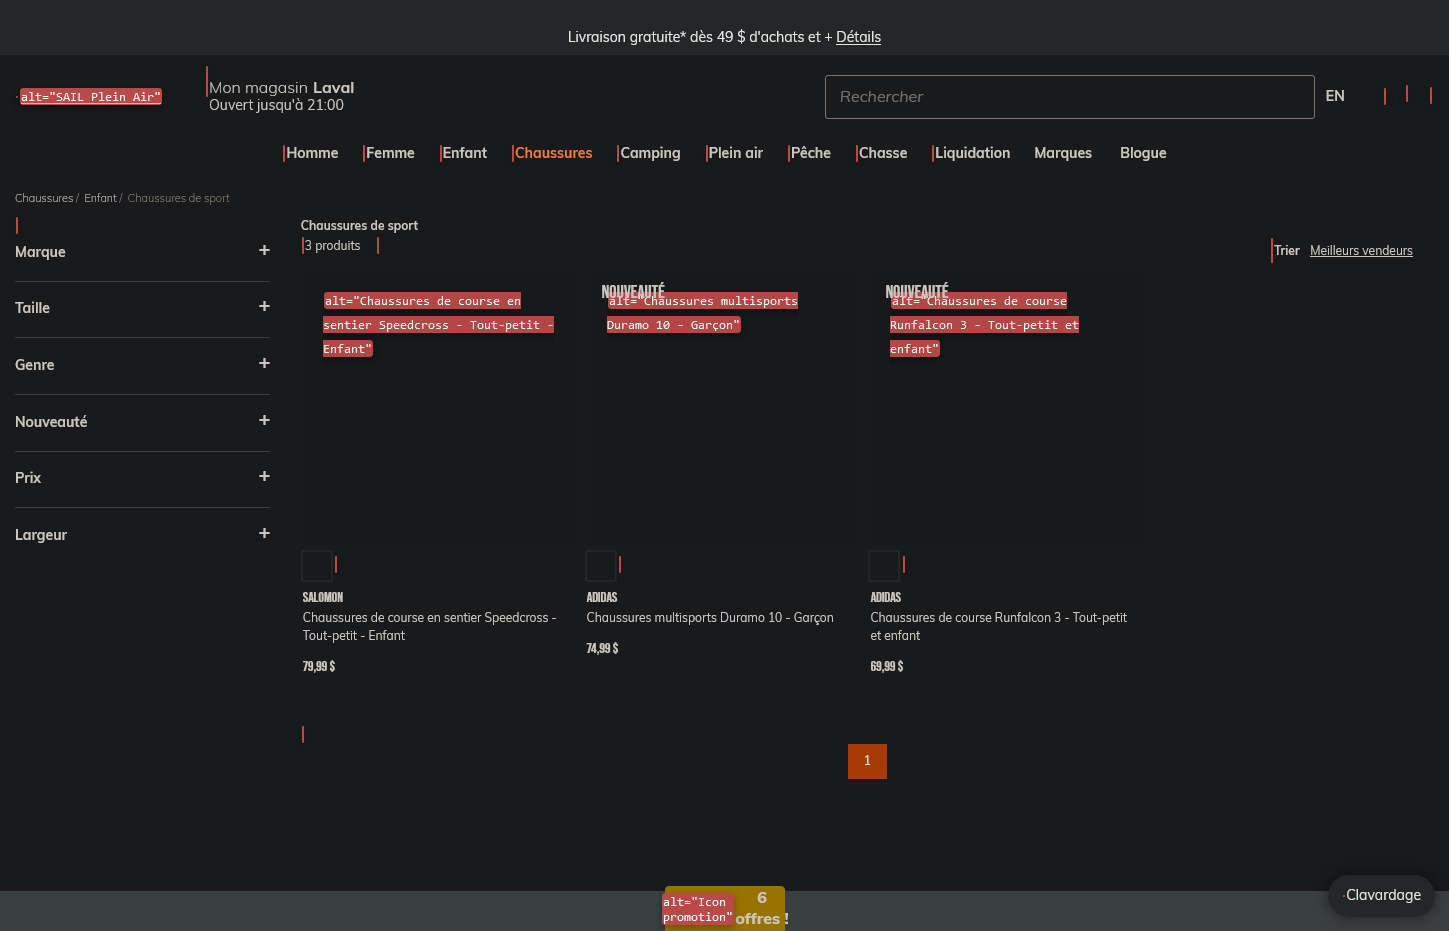 Livraison gratuite* dès 49 $ d'achats et + Détails
alt="SAIL Plein Air"
Mon magasin Laval
Ouvert jusqu'à 21:00
Rechercher
EN
Homme Femme Enfant Chaussures Camping Plein air Pêche Chasse Liquidation Marques Blogue
Chaussures / Enfant / Chaussures de sport
Marque +
Taille +
Genre +
Nouveauté +
Prix +
Largeur +
Chaussures de sport
3 produits
Trier Meilleurs vendeurs
alt="Chaussures de course en
sentier Speedcross - Tout-petit -
Enfant"
SALOMON
Chaussures de course en sentier Speedcross -
Tout-petit - Enfant
79,99 $
NOUVEAUTÉ
alt="Chaussures multisports
Duramo 10 - Garçon"
ADIDAS
Chaussures multisports Duramo 10 - Garçon
74,99 $
NOUVEAUTÉ
alt="Chaussures de course
Runfalcon 3 - Tout-petit et
enfant"
ADIDAS
Chaussures de course Runfalcon 3 - Tout-petit
et enfant
69,99 $
1
alt="Icon
promotion"
6
offres !
Clavardage